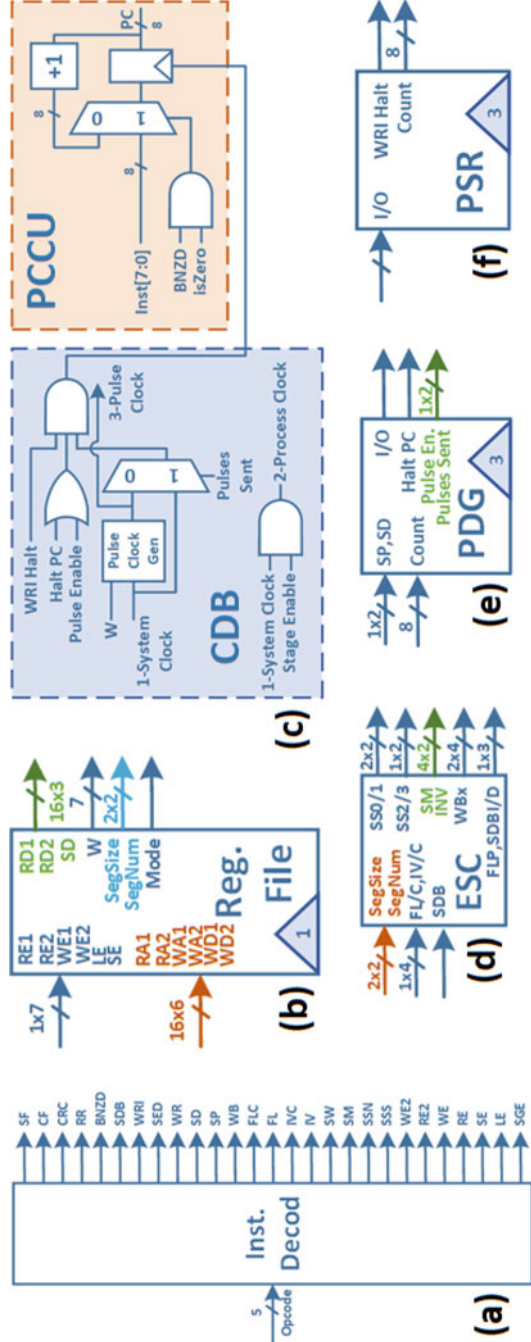 Inst.
Decod
5
Opcode
SF
CF
CRC
RR
BNZD
SDB
WRI
SED
WR
SD
SP
WB
FLC
FL
IVC
IV
SW
SM
SSN
SSS
WE2
RE2
WE
RE
SE
LE
SGE
(a)
1x7
16x6
RE1
RE2
WE1
WE2
LE
SE
RA1
RA2
WA1
WA2
WD1
WD2
RD1
RD2
SD
W
SegSize
SegNum
Mode
16x3
7
2x2
Reg.
File
1
(b)
WRI Halt
Halt PC
Pulse Enable
W
1-System
Clock
Pulse
Clock
Gen
0
1
Pulses
Sent
3-Pulse
Clock
CDB
1-System Clock
Stage Enable
2-Process Clock
(c)
PCCU
+1
8
PC
8
0
1
Inst[7:0]
8
BNZD
isZero
2x2
1x4
SegSize
SegNum
FL/C,IV/C
SDB
SS0/1
SS2/3
SM
INV
WBx
FLP,SDBI/D
2x2
1x2
4x2
2x4
1x3
ESC
(d)
1x2
8
SP,SD
Count
I/O
Halt PC
Pulse En.
Pulses Sent
1x2
PDG
3
(e)
I/O
WRI Halt
Count
8
PSR
3
(f)